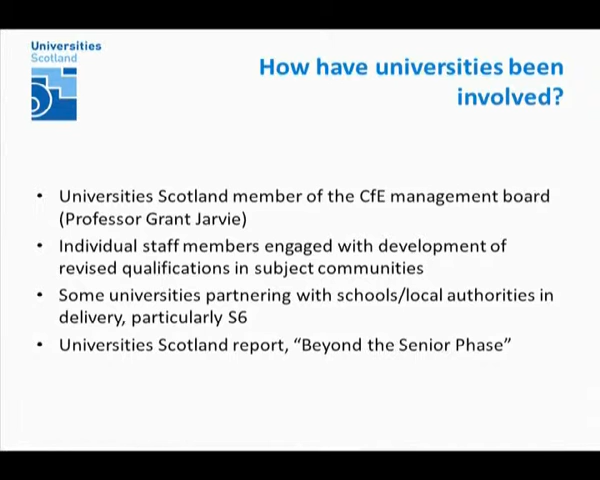 Universities
Scotland
How have universities been
involved?
• Universities Scotland member of the CfE management board
(Professor Grant Jarvie)
• Individual staff members engaged with development of
revised qualifications in subject communities
• Some universities partnering with schools/local authorities in
delivery, particularly S6
• Universities Scotland report, “Beyond the Senior Phase”